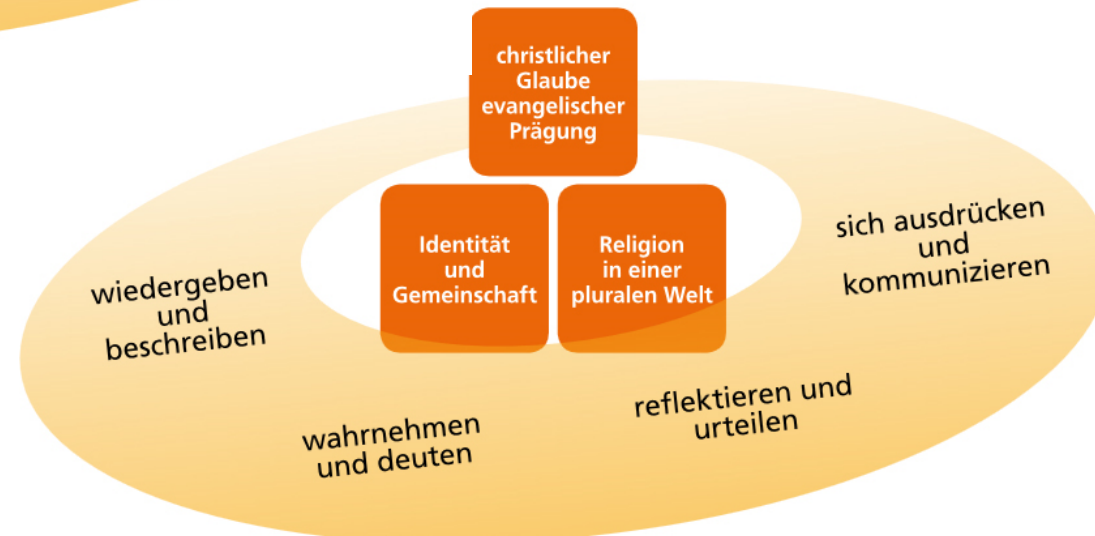 christlicher
Glaube
evangelischer
Prägung
Identität
und
Gemeinschaft
Religion
in einer
pluralen Welt
wiedergeben
und
beschreiben
wahrnehmen
und deuten
reflektieren und
urteilen
sich ausdrücken
und
kommunizieren